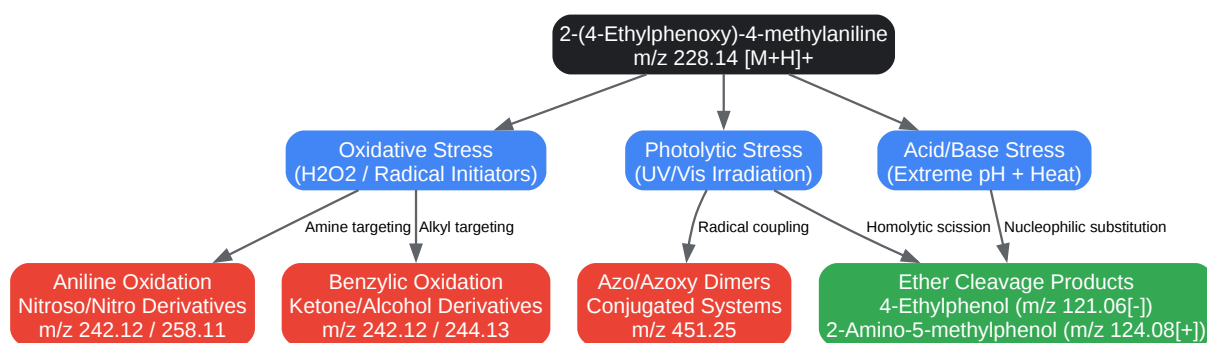 2-(4-Ethylphenoxy)-4-methylaniline
m/z 228.14 [M+H]+
Oxidative Stress
(H2O2 / Radical Initiators)
Photolytic Stress
(UV/Vis Irradiation)
Acid/Base Stress
(Extreme pH + Heat)
Amine targeting
Alkyl targeting
Radical coupling
Homolytic scission
Nucleophilic substitution
Aniline Oxidation
Nitroso/Nitro Derivatives
m/z 242.12 / 258.11
Benzylic Oxidation
Ketone/Alcohol Derivatives
m/z 242.12 / 244.13
Azo/Azoxy Dimers
Conjugated Systems
m/z 451.25
Ether Cleavage Products
4-Ethylphenol (m/z 121.06[-])
2-Amino-5-methylphenol (m/z 124.08[+])